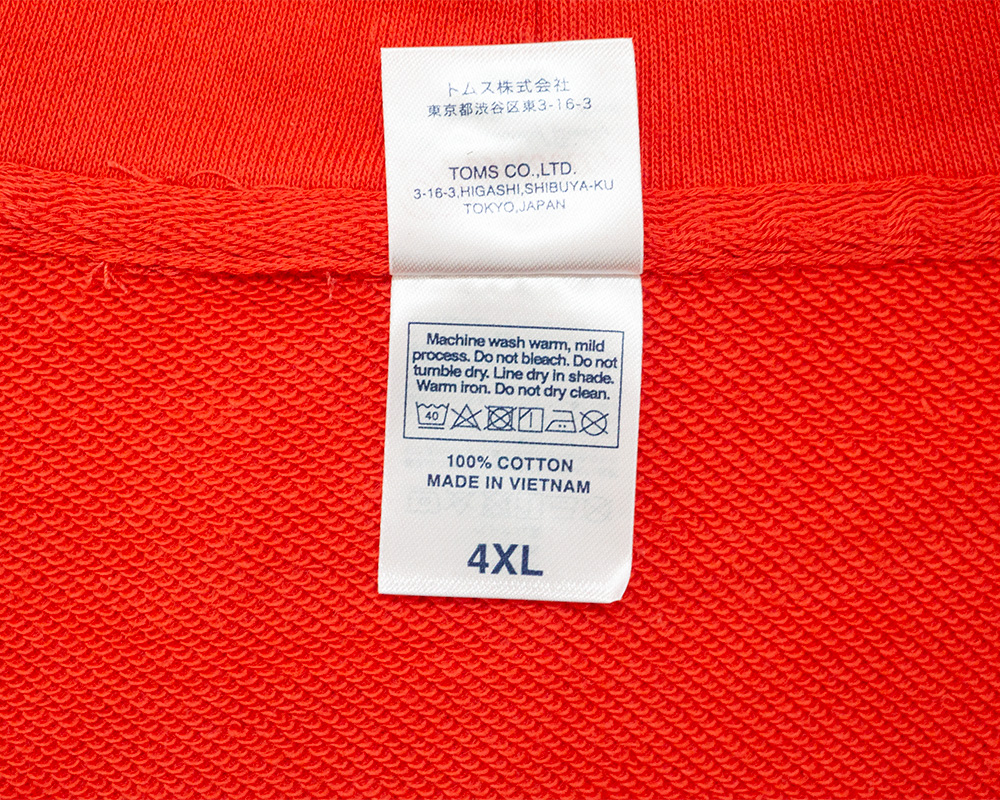 トムス株式会社
東京都渋谷区東3-16-3
TOMS CO.,LTD.
3-16-3,HIGASHI,SHIBUYA-KU
TOKYO,JAPAN
Machine wash warm, mild
process. Do not bleach. Do not
tumble dry. Line dry in shade.
Warm iron. Do not dry clean.
40
100% COTTON
MADE IN VIETNAM
4XL